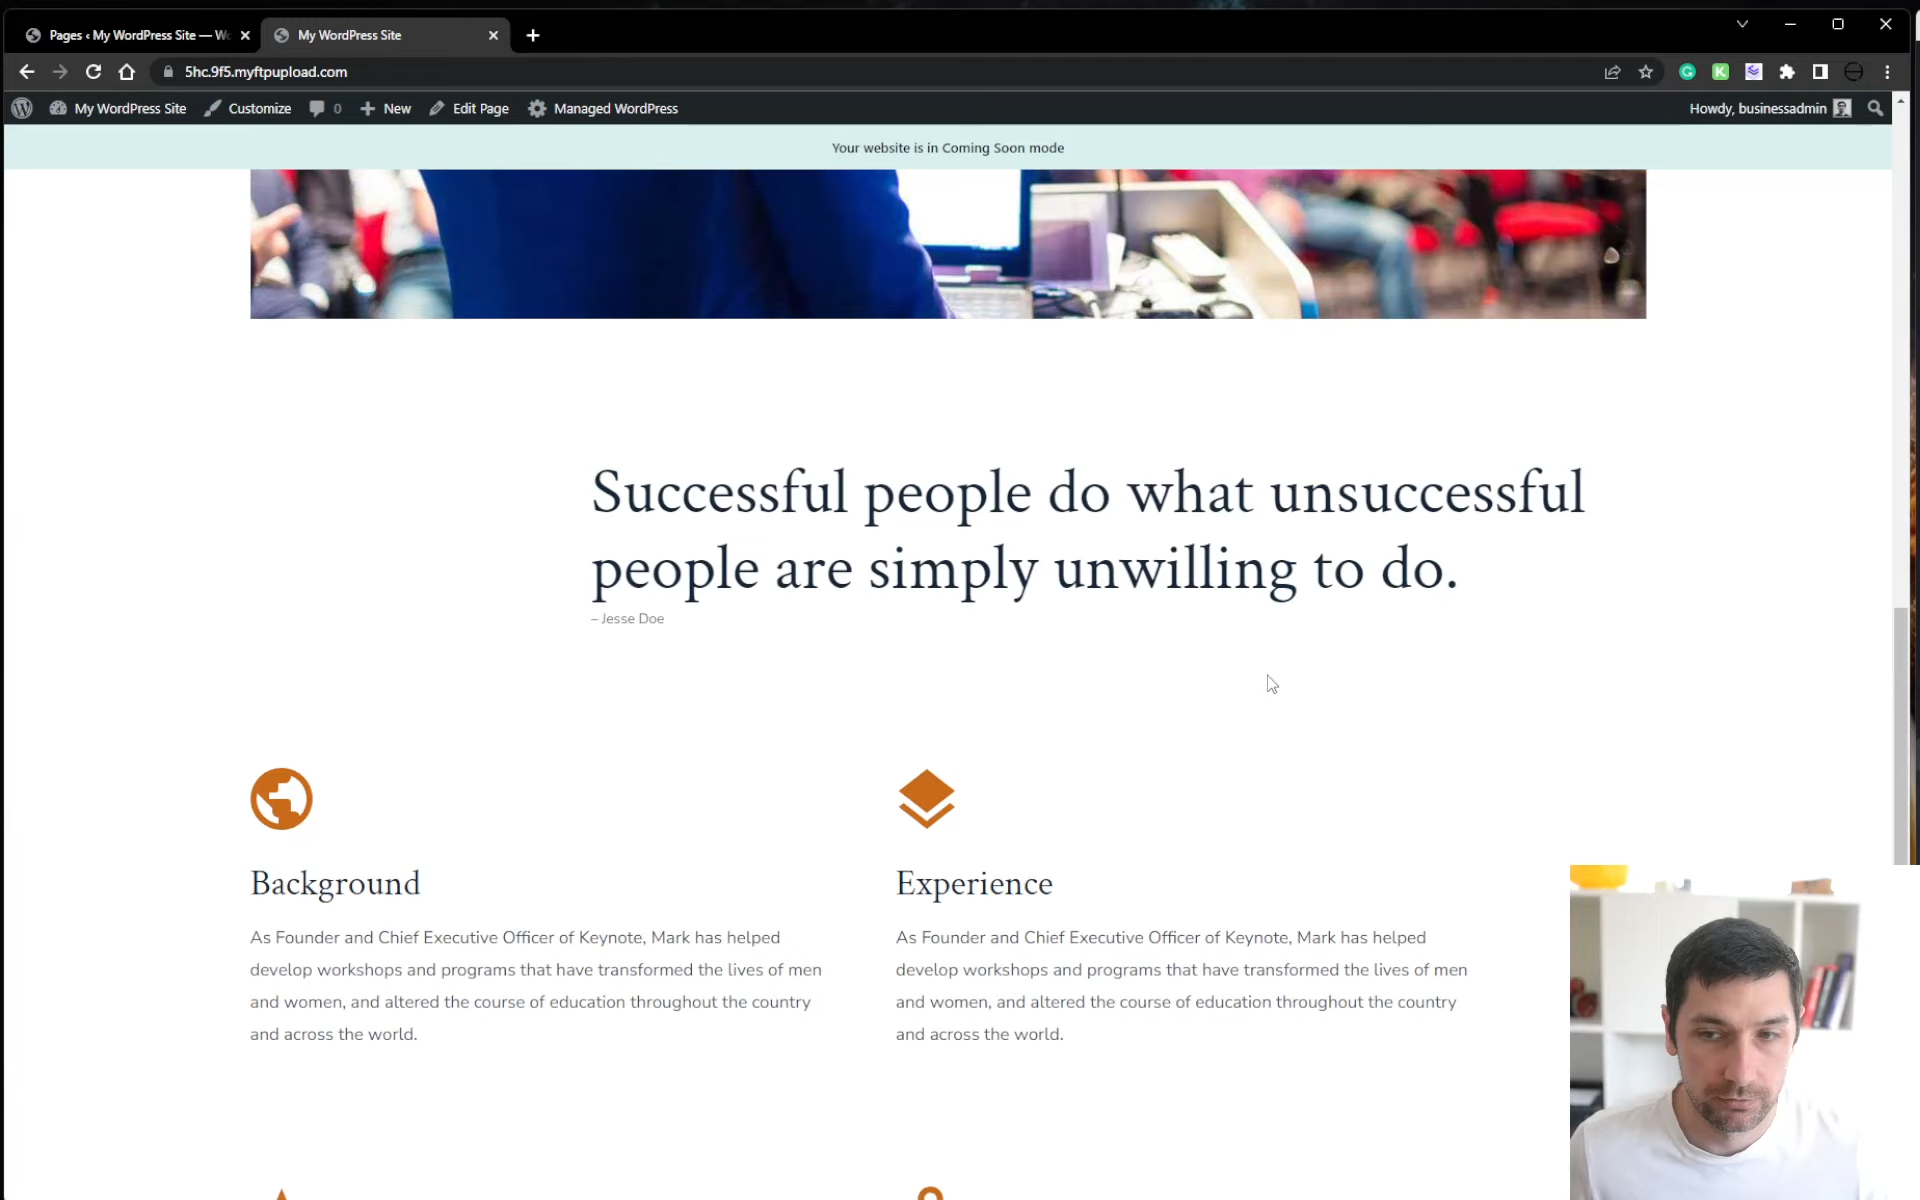 Pages ‹ My WordPress Site — W
My WordPress Site
5hc.9f5.myftpupload.com
My WordPress Site
Customize
0
New
Edit Page
Managed WordPress
Howdy, businessadmin
Your website is in Coming Soon mode
Successful people do what unsuccessful
people are simply unwilling to do.
– Jesse Doe
Background
As Founder and Chief Executive Officer of Keynote, Mark has helped
develop workshops and programs that have transformed the lives of men
and women, and altered the course of education throughout the country
and across the world.
Experience
As Founder and Chief Executive Officer of Keynote, Mark has helped
develop workshops and programs that have transformed the lives of men
and women, and altered the course of education throughout the country
and across the world.